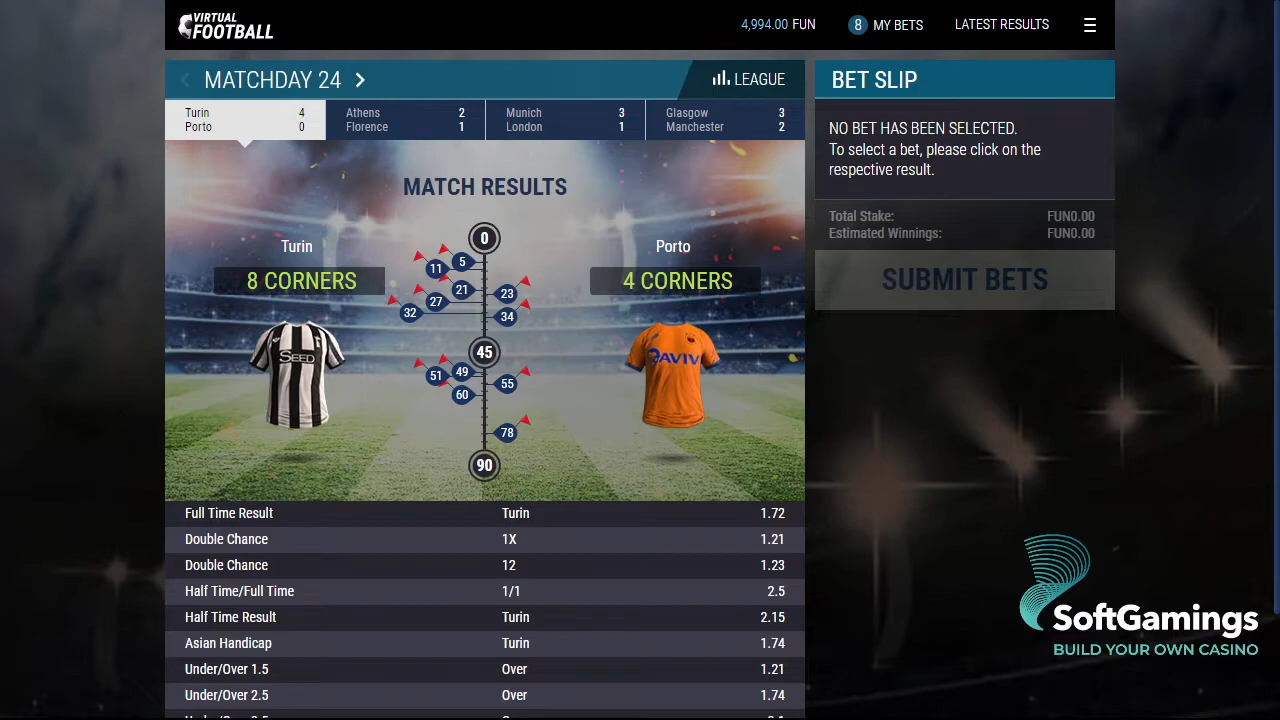 VIRTUAL
FOOTBALL
4,994.00 FUN
8 MY BETS
LATEST RESULTS
MATCHDAY 24
LEAGUE
Turin 4
Porto 0
Athens 2
Florence 1
Munich 3
London 1
Glasgow 3
Manchester 2
MATCH RESULTS
Turin
8 CORNERS
SEED
0
5
11
21
23
27
32
34
45
49
51
55
60
78
90
Porto
4 CORNERS
AVIV
Full Time Result Turin 1.72
Double Chance 1X 1.21
Double Chance 12 1.23
Half Time/Full Time 1/1 2.5
Half Time Result Turin 2.15
Asian Handicap Turin 1.74
Under/Over 1.5 Over 1.21
Under/Over 2.5 Over 1.74
BET SLIP
NO BET HAS BEEN SELECTED.
To select a bet, please click on the
respective result.
Total Stake: FUN0.00
Estimated Winnings: FUN0.00
SUBMIT BETS
SoftGamings
BUILD YOUR OWN CASINO